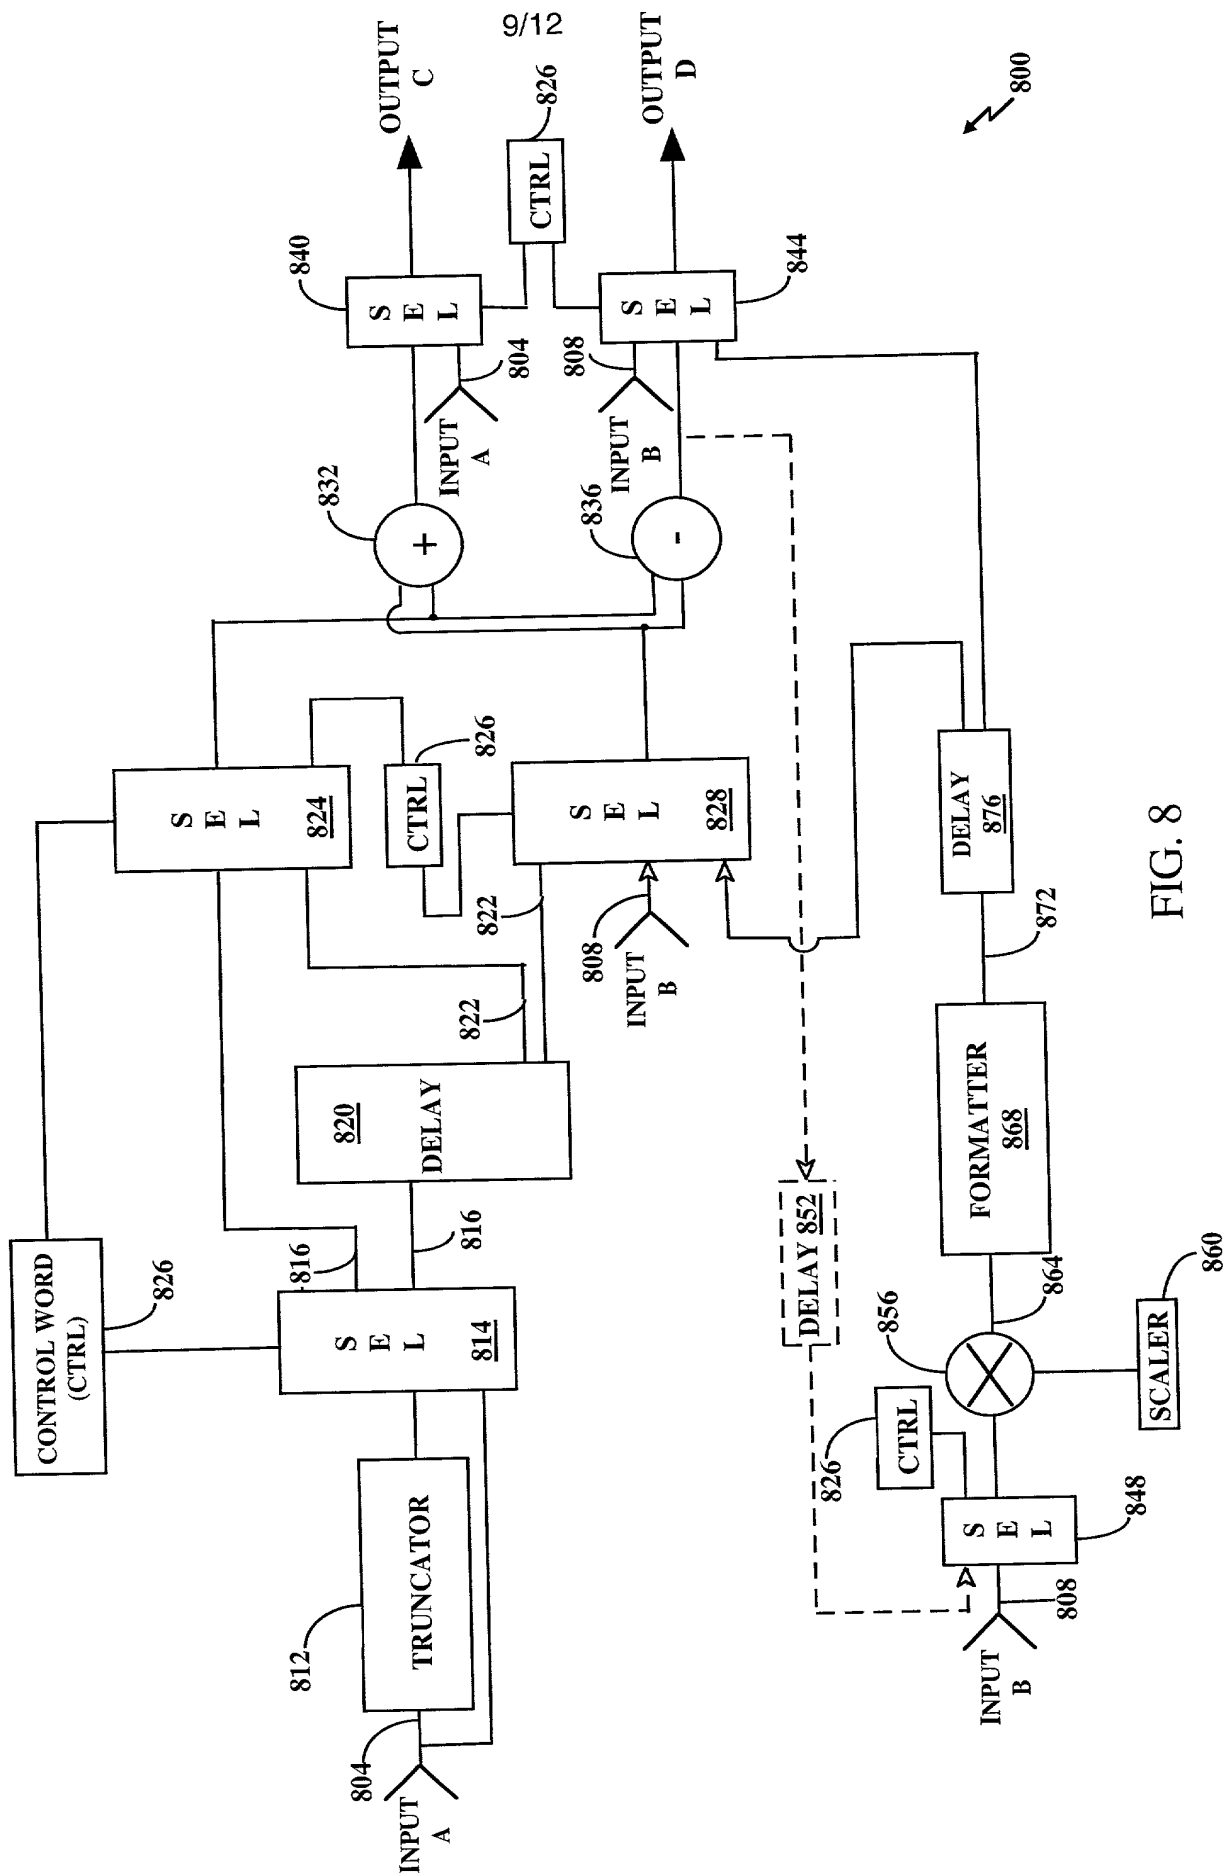 9/12
CONTROL WORD
(CTRL)
826
INPUT
A
804
812
TRUNCATOR
S
E
L
814
816
816
820
DELAY
822
822
S
E
L
824
CTRL
826
S
E
L
828
808
INPUT
B
832
+
836
-
INPUT
A
804
INPUT
B
808
840
S
E
L
S
E
L
844
CTRL
826
OUTPUT
C
OUTPUT
D
DELAY 852
INPUT
B
808
S
E
L
848
CTRL
826
856
SCALER
860
864
FORMATTER
868
872
DELAY
876
800
FIG. 8